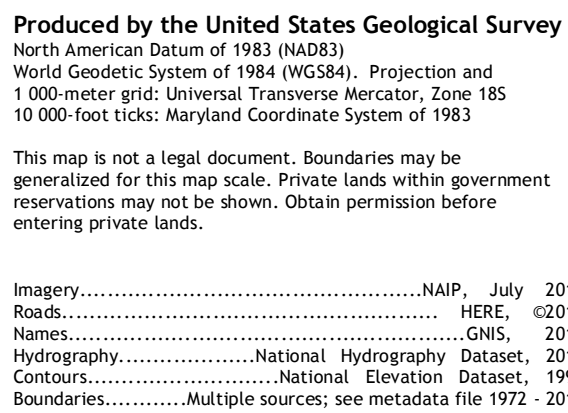 Produced by the United States Geological Survey
North American Datum of 1983 (NAD83)
World Geodetic System of 1984 (WGS84). Projection and
1 000-meter grid: Universal Transverse Mercator, Zone 18S
10 000-foot ticks: Maryland Coordinate System of 1983
This map is not a legal document. Boundaries may be
generalized for this map scale. Private lands within government
reservations may not be shown. Obtain permission before
entering private lands.
Imagery..................................................NAIP, July
Roads....................................................... HERE,
Names..........................................................GNIS,
Hydrography....................National Hydrography Dataset,
Contours............................National Elevation Dataset,
Boundaries............Multiple sources; see metadata file 1972 -